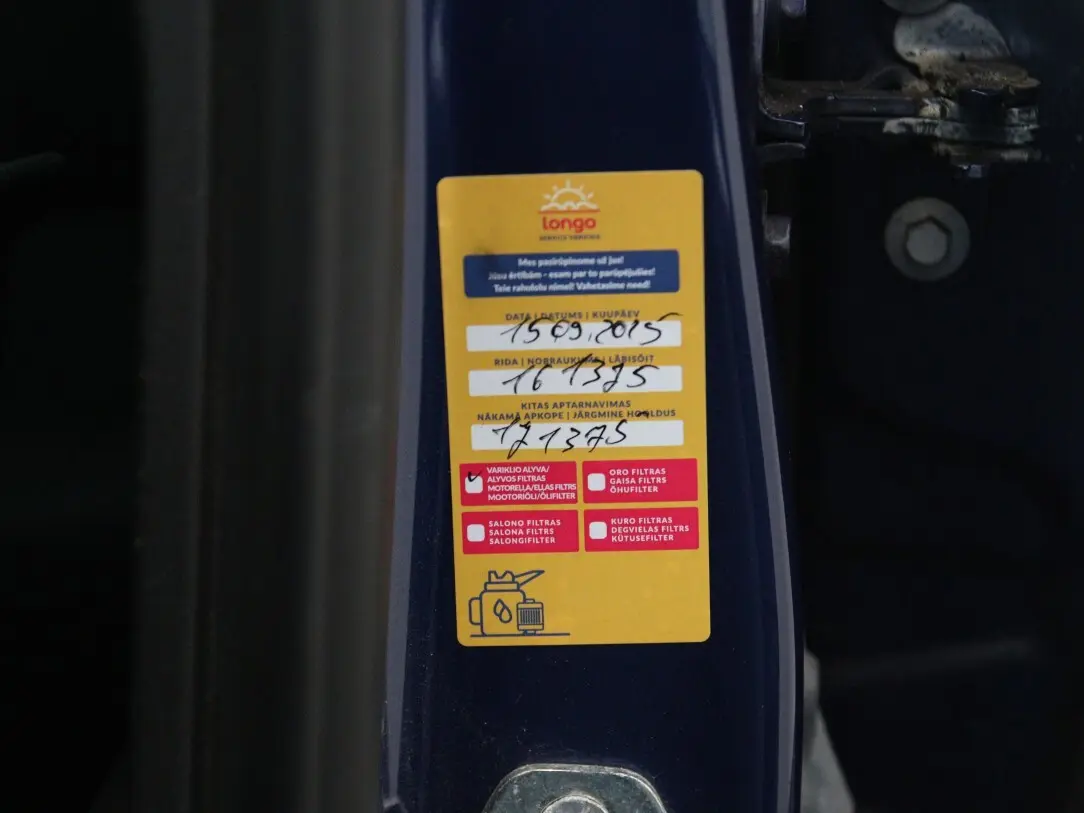 longo
Mes pasirūpinome už jus!
Jūsu ērtībām - esam par to parūpējušies!
Teie rahulolu nimel! Vahetasime need!
DATA | DATUMS | KUUPÄEV
15 09.2025
RIDA | NOBRAUKUMS | LÄBISÕIT
161375
KITAS APTARNAVIMAS
NĀKAMĀ APKOPE | JÄRGMINE HOOLDUS
171375
VARIKLIO ALYVA/
ALYVOS FILTRAS
MOTOREĻĻA/EĻĻAS FILTRS
MOOTORIÕLI/ÕLIFILTER
ORO FILTRAS
GAISA FILTRS
ÕHUFILTER
SALONO FILTRAS
SALONA FILTRS
SALONGIFILTER
KURO FILTRAS
DEGVIELAS FILTRS
KÜTUSEFILTER